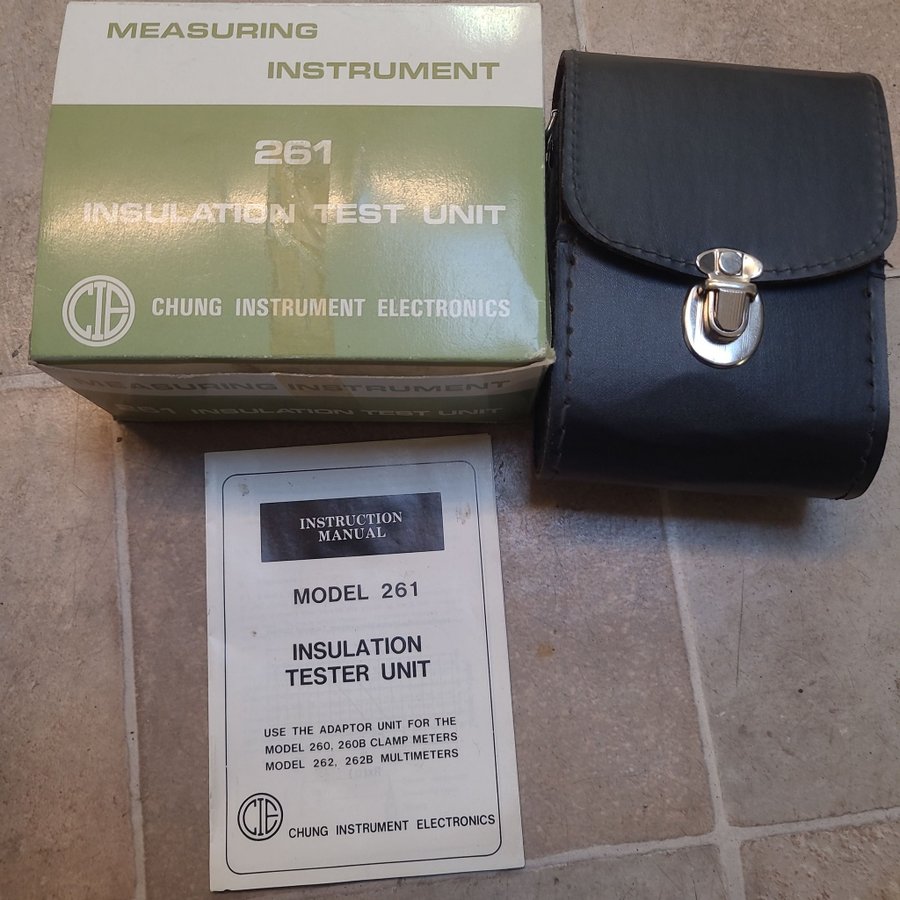 MEASURING
INSTRUMENT
261
INSULATION TEST UNIT
CIE CHUNG INSTRUMENT ELECTRONICS
MEASURING INSTRUMENT
261 INSULATION TEST UNIT
INSTRUCTION
MANUAL
MODEL 261
INSULATION
TESTER UNIT
USE THE ADAPTOR UNIT FOR THE
MODEL 260, 260B CLAMP METERS
MODEL 262, 262B MULTIMETERS
CIE CHUNG INSTRUMENT ELECTRONICS